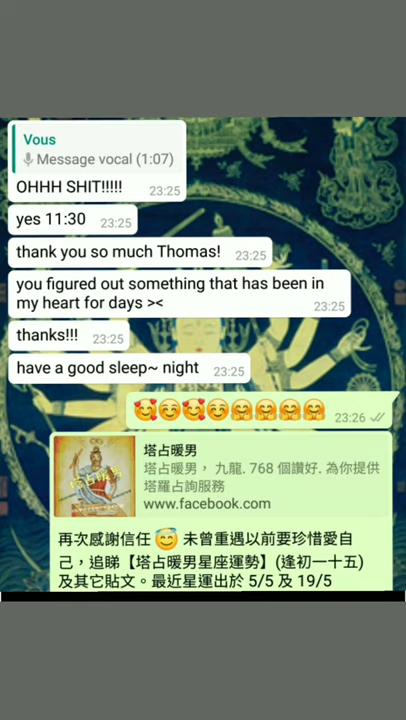 Vous
Message vocal (1:07)
OHHH SHIT!!!!! 23:25
yes 11:30 23:25
thank you so much Thomas! 23:25
you figured out something that has been in
my heart for days >< 23:25
thanks!!! 23:25
have a good sleep~ night 23:25
🥰☺️🥰☺️🤗🤗🤗🤗 23:26
塔占暖男
塔占暖男
塔占暖男， 九龍. 768 個讚好. 為你提供
塔羅占詢服務
www.facebook.com
再次感謝信任 😇 未曾重遇以前要珍惜愛自
己，追睇【塔占暖男星座運勢】(逢初一十五)
及其它貼文。最近星運出於 5/5 及 19/5